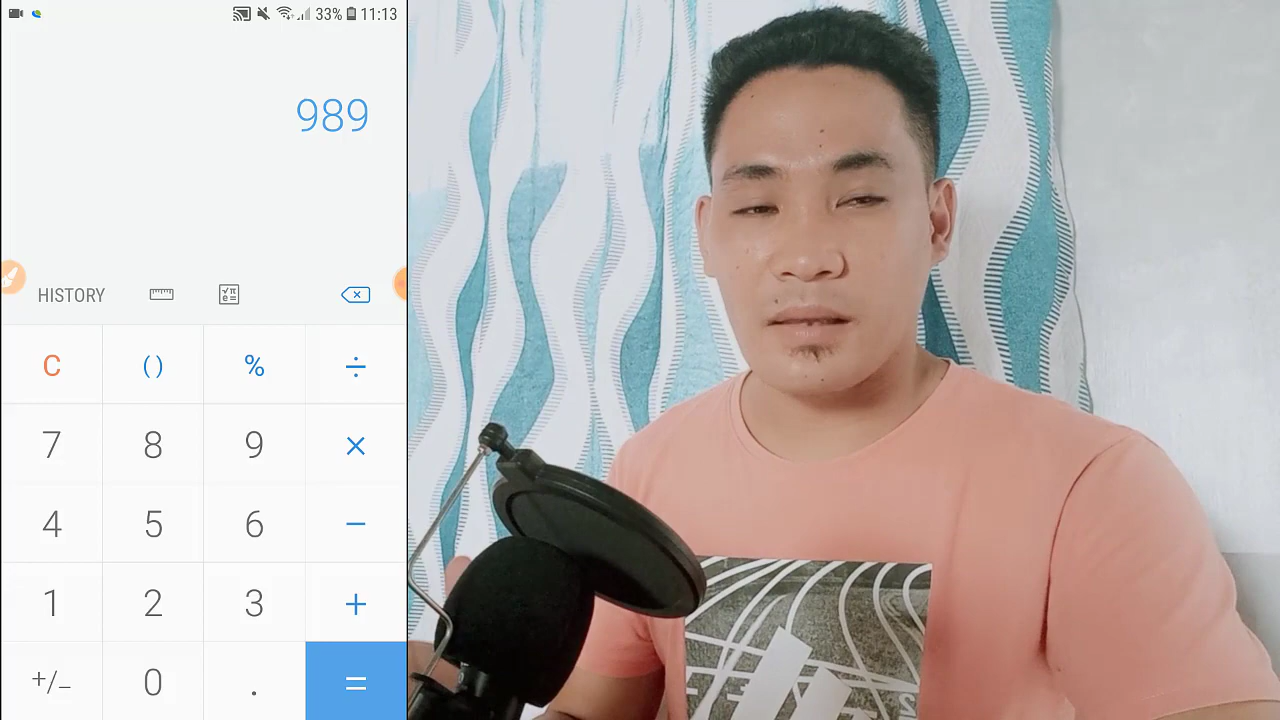 33% 11:13
989
HISTORY
√π
e=
C ( ) % ÷
7 8 9 ×
4 5 6 −
1 2 3 +
+/− 0 . =